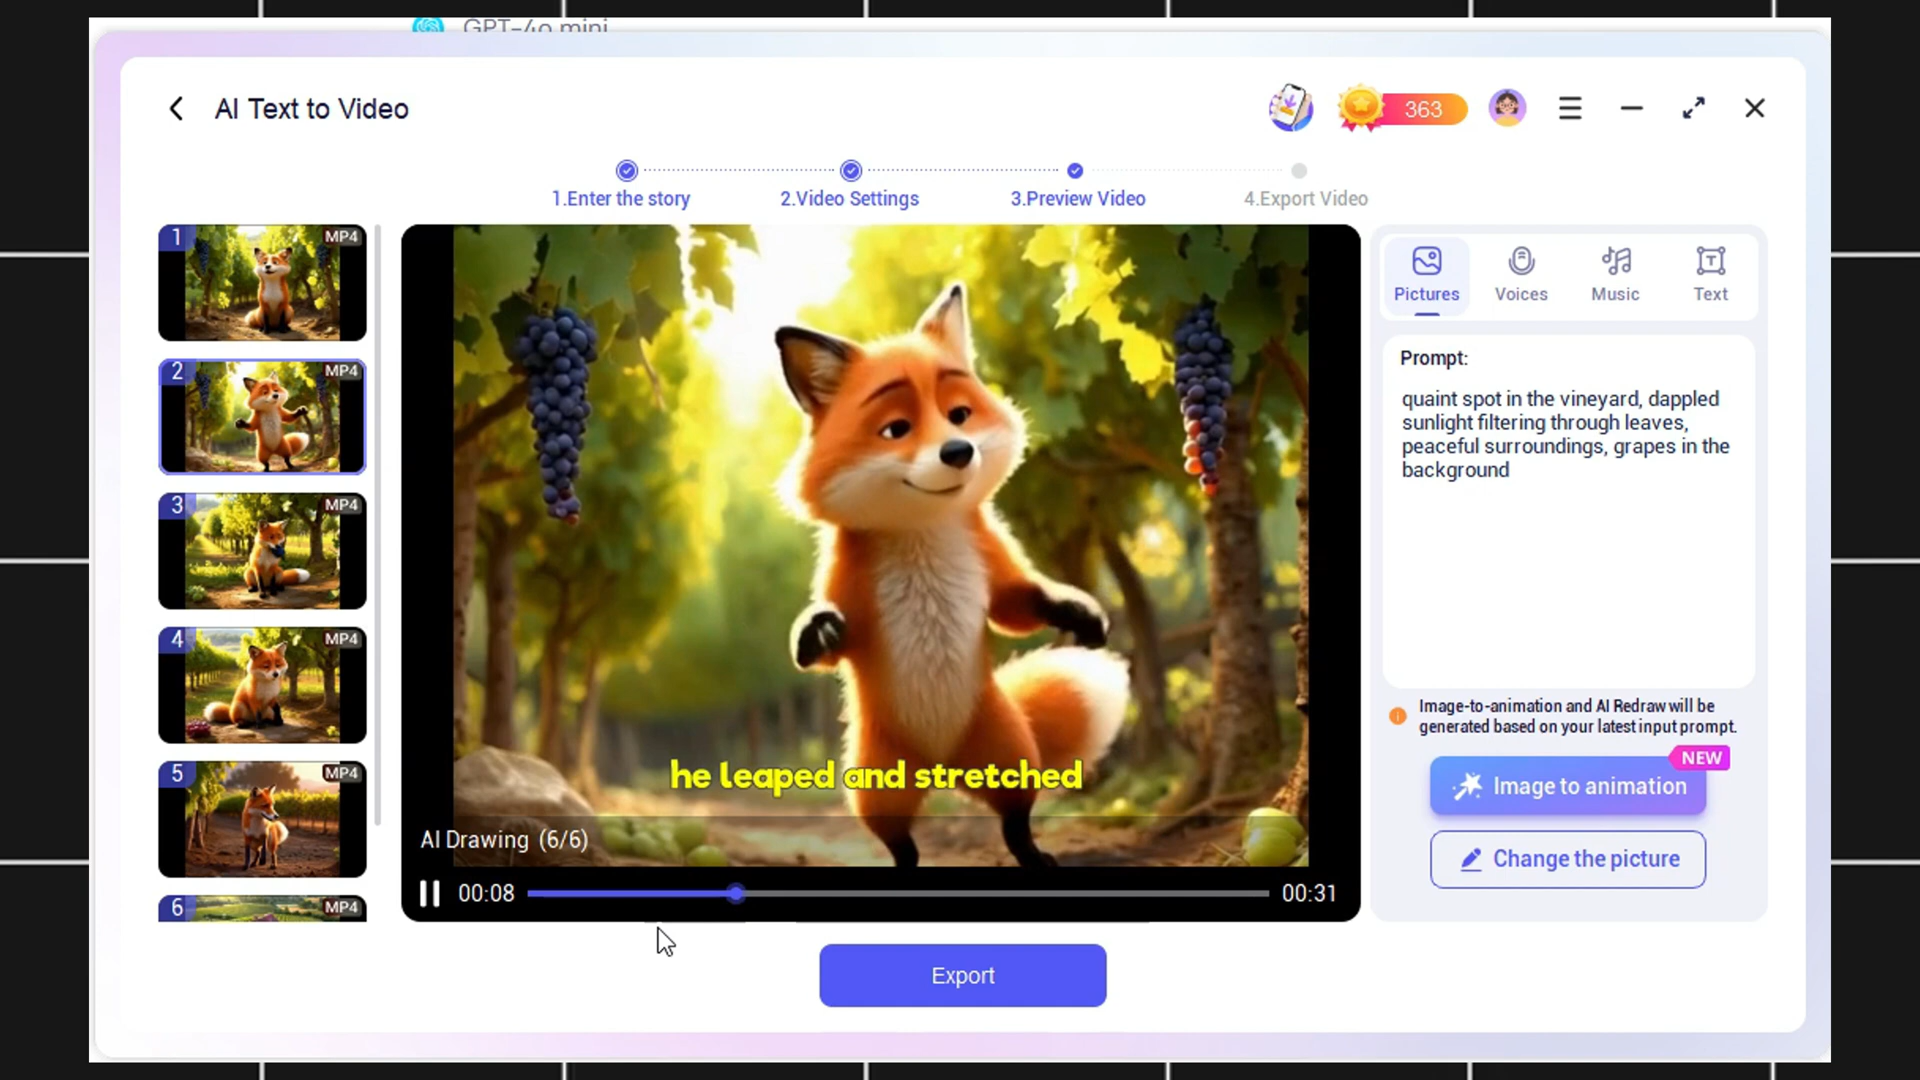 GPT-4o mini
AI Text to Video
363
1.Enter the story
2.Video Settings
3.Preview Video
4.Export Video
1 MP4
2 MP4
3 MP4
4 MP4
5 MP4
6 MP4
he leaped and stretched
AI Drawing (6/6)
00:08
00:31
Pictures
Voices
Music
Text
Prompt:
quaint spot in the vineyard, dappled
sunlight filtering through leaves,
peaceful surroundings, grapes in the
background
Image-to-animation and AI Redraw will be
generated based on your latest input prompt.
NEW
Image to animation
Change the picture
Export